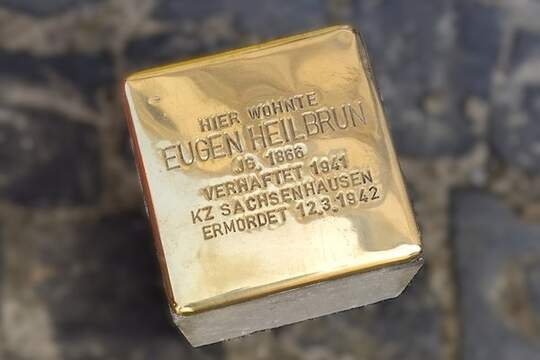 HIER WOHNTE
EUGEN HEILBRUN
JG. 1866
VERHAFTET 1941
KZ SACHSENHAUSEN
ERMORDET 12.3.1942